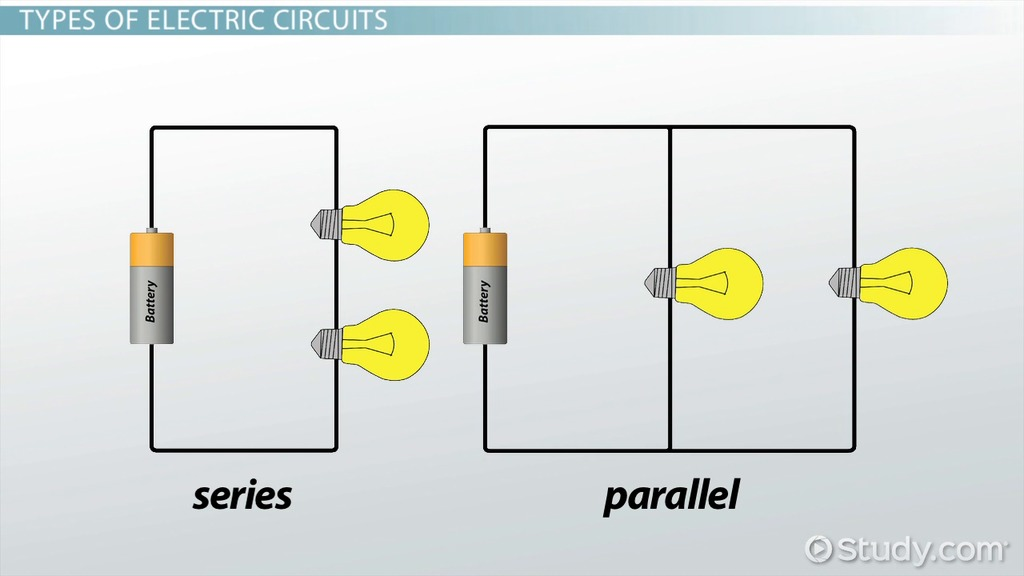 TYPES OF ELECTRIC CIRCUITS
Battery
Battery
series
parallel
Study.com